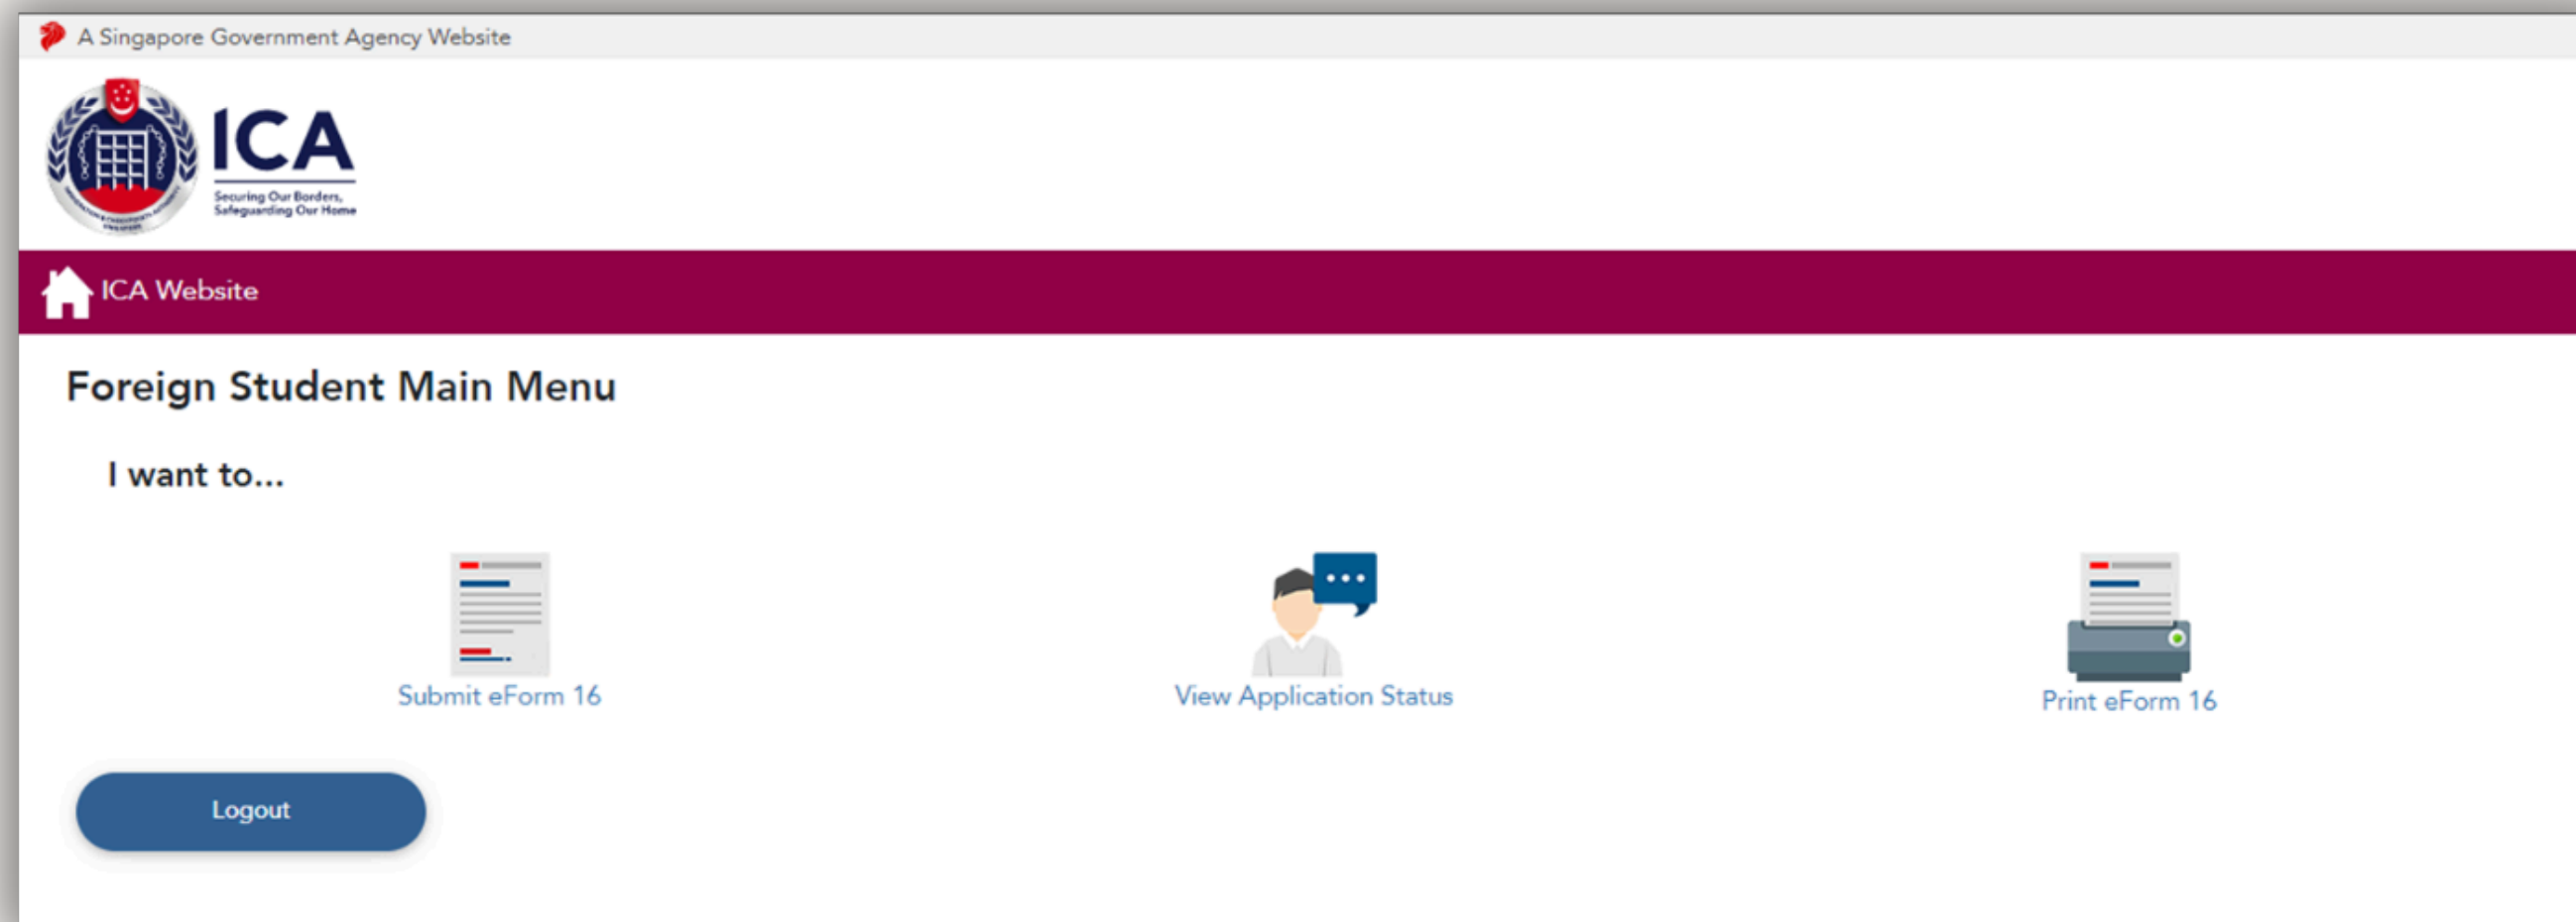 A Singapore Government Agency Website
ICA
Securing Our Borders,
Safeguarding Our Home
ICA Website
Foreign Student Main Menu
I want to...
Submit eForm 16
View Application Status
Print eForm 16
Logout